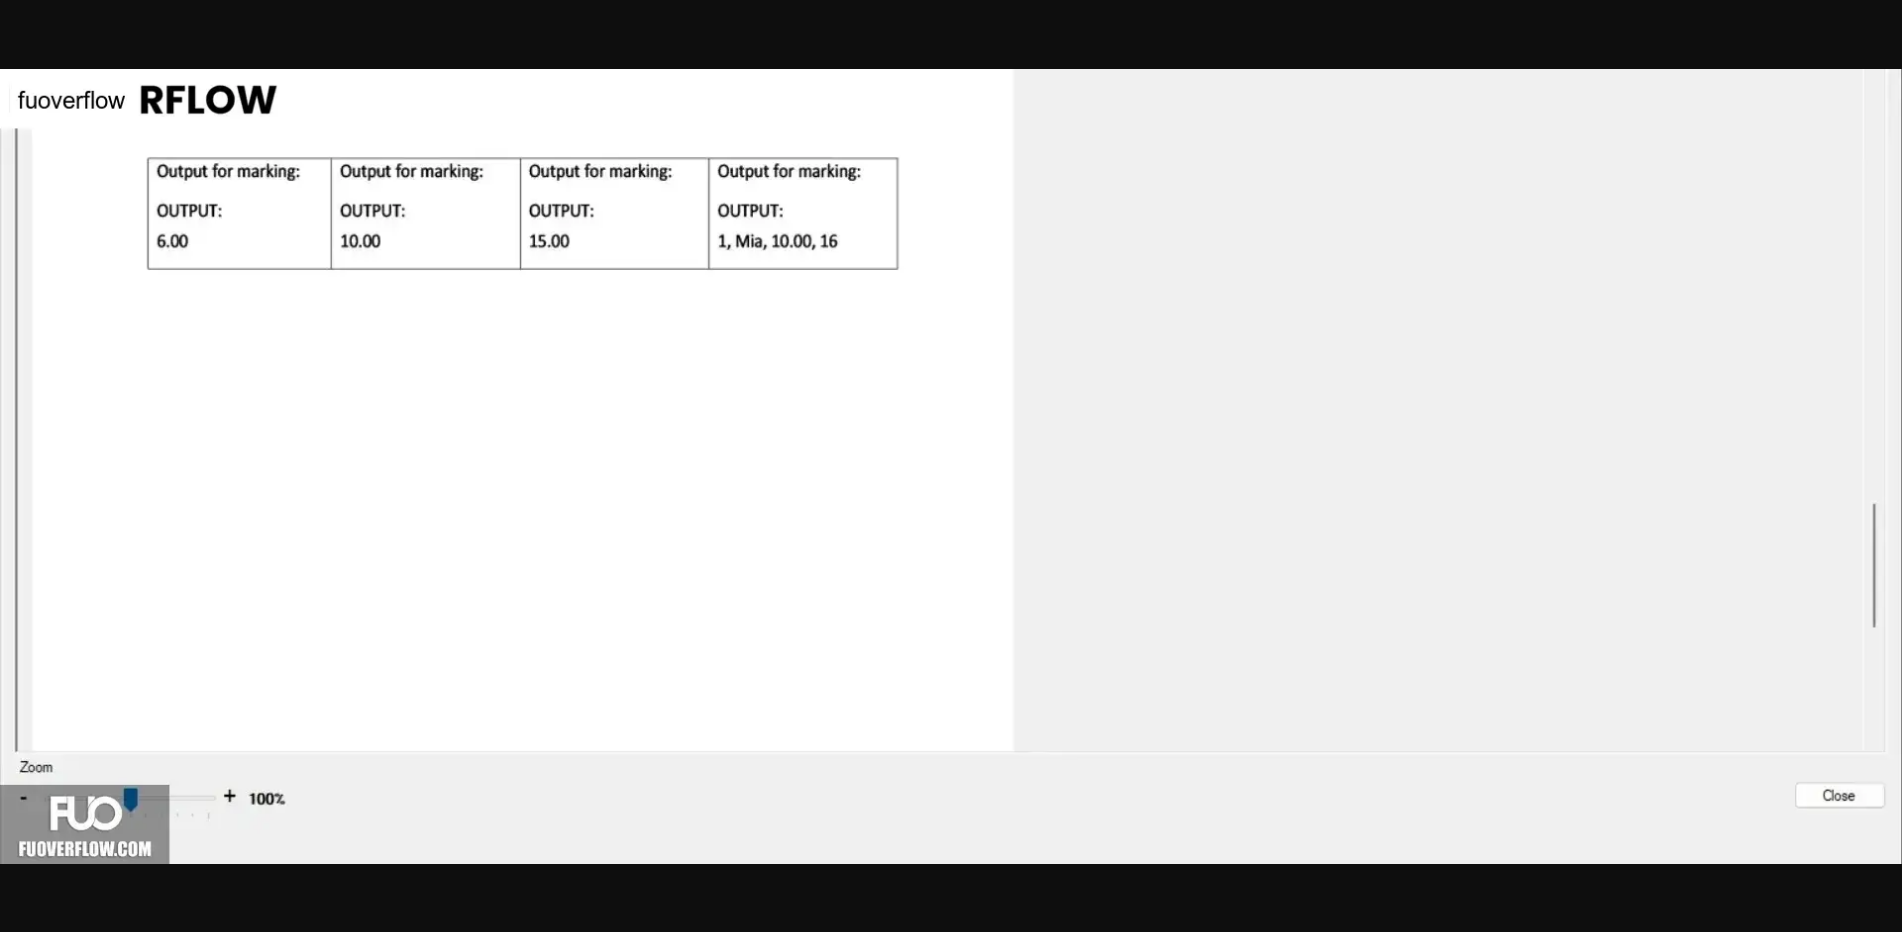 fuoverflow RFLOW
Output for marking: Output for marking: Output for marking: Output for marking:
OUTPUT: OUTPUT: OUTPUT: OUTPUT:
6.00 10.00 15.00 1, Mia, 10.00, 16
Zoom
- + 100%
Close
FUO
FUOVERFLOW.COM